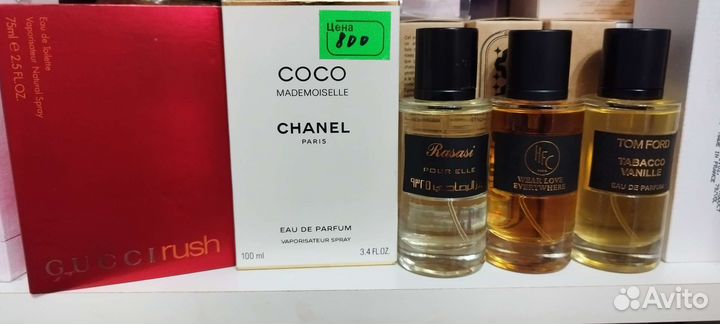 Eau de Toilette
Vaporisateur Natural Spray
75ml e 2.5 FL.OZ.
GUCCI rush
Цена
800
COCO
MADEMOISELLE
CHANEL
PARIS
EAU DE PARFUM
VAPORISATEUR SPRAY
100 ml
3.4 FL.OZ.
Rasasi
POUR ELLE
HFC
PARIS
WEAR LOVE
EVERYWHERE
TOM FORD
TABACCO
VANILLE
EAU DE PARFUM
Avito